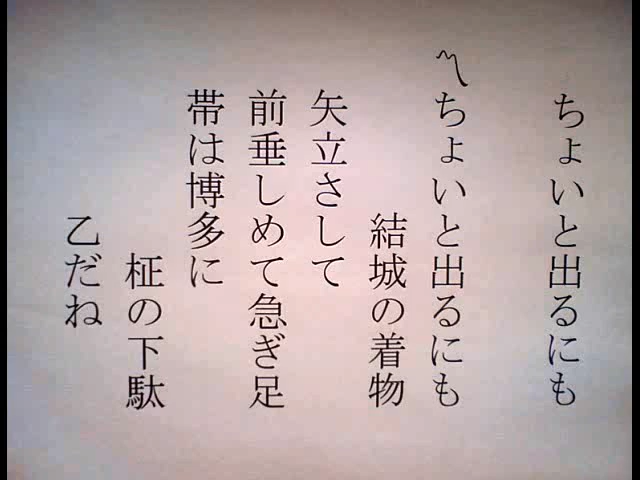 ちょいと出るにも
〽ちょいと出るにも
結城の着物
矢立さして
前垂しめて急ぎ足
帯は博多に
柾の下駄
乙だね